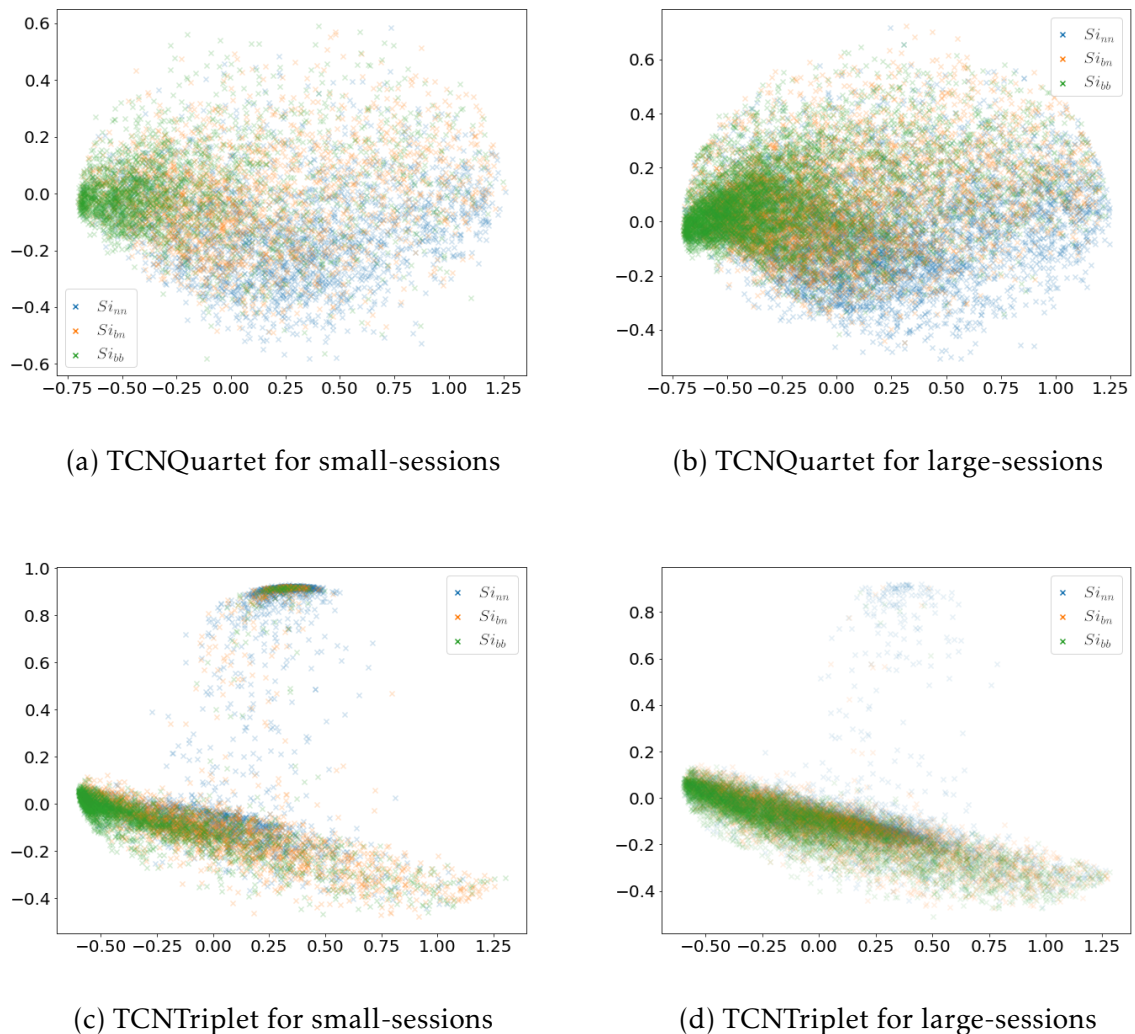 0.6
0.4
0.2
0.0
−0.2
−0.4
−0.6
−0.75 −0.50 −0.25 0.00 0.25 0.50 0.75 1.00 1.25
Si_nn
Si_bn
Si_bb
(a) TCNQuartet for small-sessions
0.6
0.4
0.2
0.0
−0.2
−0.4
−0.75 −0.50 −0.25 0.00 0.25 0.50 0.75 1.00 1.25
Si_nn
Si_bn
Si_bb
(b) TCNQuartet for large-sessions
1.0
0.8
0.6
0.4
0.2
0.0
−0.2
−0.4
−0.50 −0.25 0.00 0.25 0.50 0.75 1.00 1.25
Si_nn
Si_bn
Si_bb
(c) TCNTriplet for small-sessions
0.8
0.6
0.4
0.2
0.0
−0.2
−0.4
−0.50 −0.25 0.00 0.25 0.50 0.75 1.00 1.25
Si_nn
Si_bn
Si_bb
(d) TCNTriplet for large-sessions